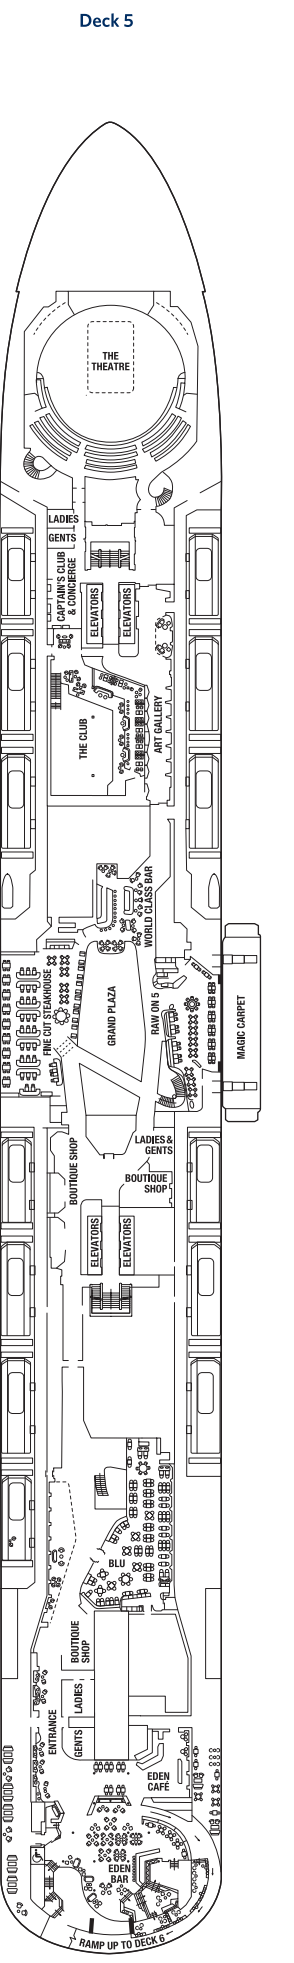 Deck 5
THE
THEATRE
LADIES
GENTS
CAPTAIN'S CLUB
& CONCIERGE
ELEVATORS
ELEVATORS
THE CLUB
ART GALLERY
WORLD CLASS BAR
FINE CUT STEAKHOUSE
GRAND PLAZA
RAW ON 5
MAGIC CARPET
BOUTIQUE SHOP
LADIES &
GENTS
BOUTIQUE
SHOP
ELEVATORS
ELEVATORS
BLU
BOUTIQUE
SHOP
LADIES
ENTRANCE
GENTS
EDEN
CAFÉ
EDEN
BAR
RAMP UP TO DECK 6